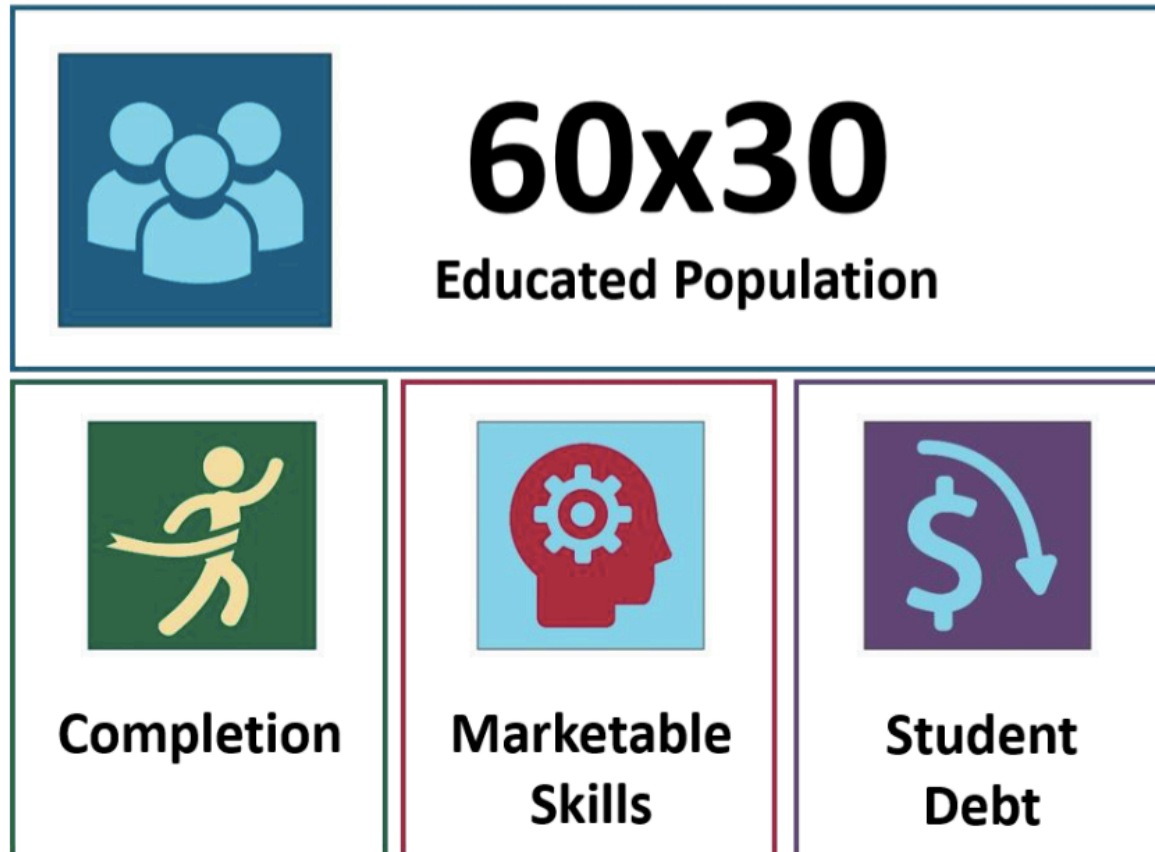 60x30
Educated Population
Completion
Marketable
Skills
Student
Debt